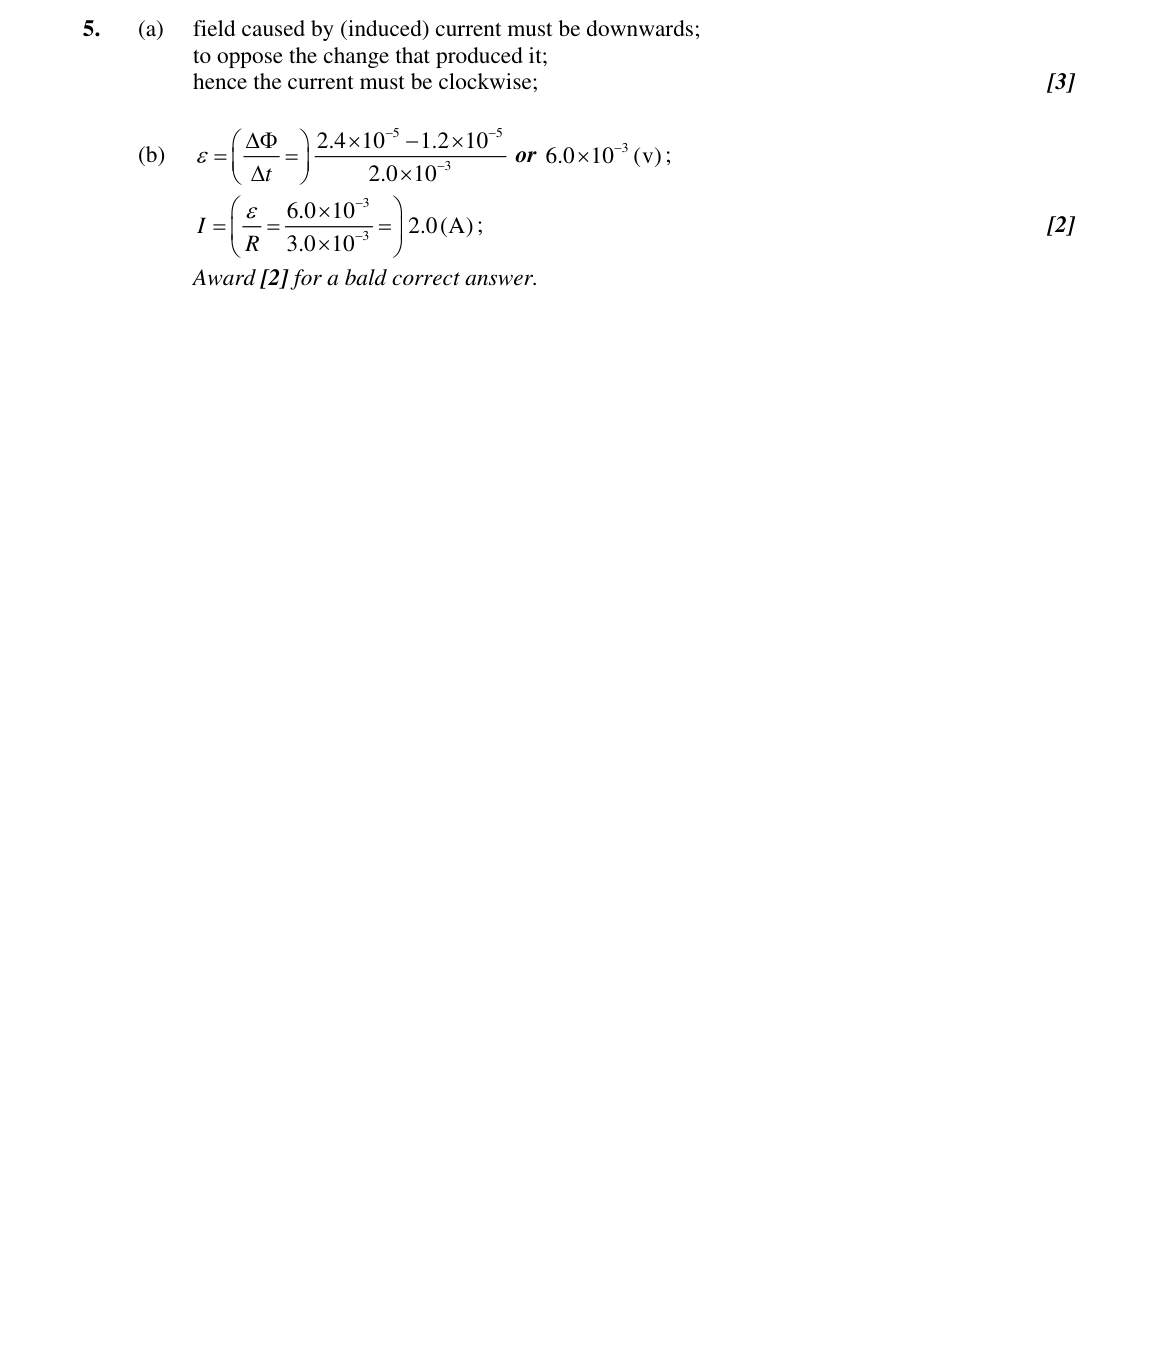 5. (a) field caused by (induced) current must be downwards;
to oppose the change that produced it;
hence the current must be clockwise; [3]
(b) ε = (ΔΦ/Δt =) (2.4×10⁻⁵ − 1.2×10⁻⁵)/(2.0×10⁻³) or 6.0×10⁻³ (v);
I = (ε/R = (6.0×10⁻³)/(3.0×10⁻³) =) 2.0 (A); [2]
Award [2] for a bald correct answer.